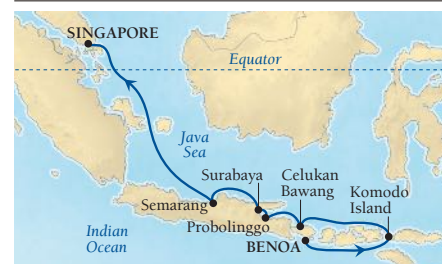 SINGAPORE
Equator
Java
Sea
Surabaya
Celukan
Bawang
Komodo
Island
Semarang
Probolinggo
Indian
Ocean
BENOA